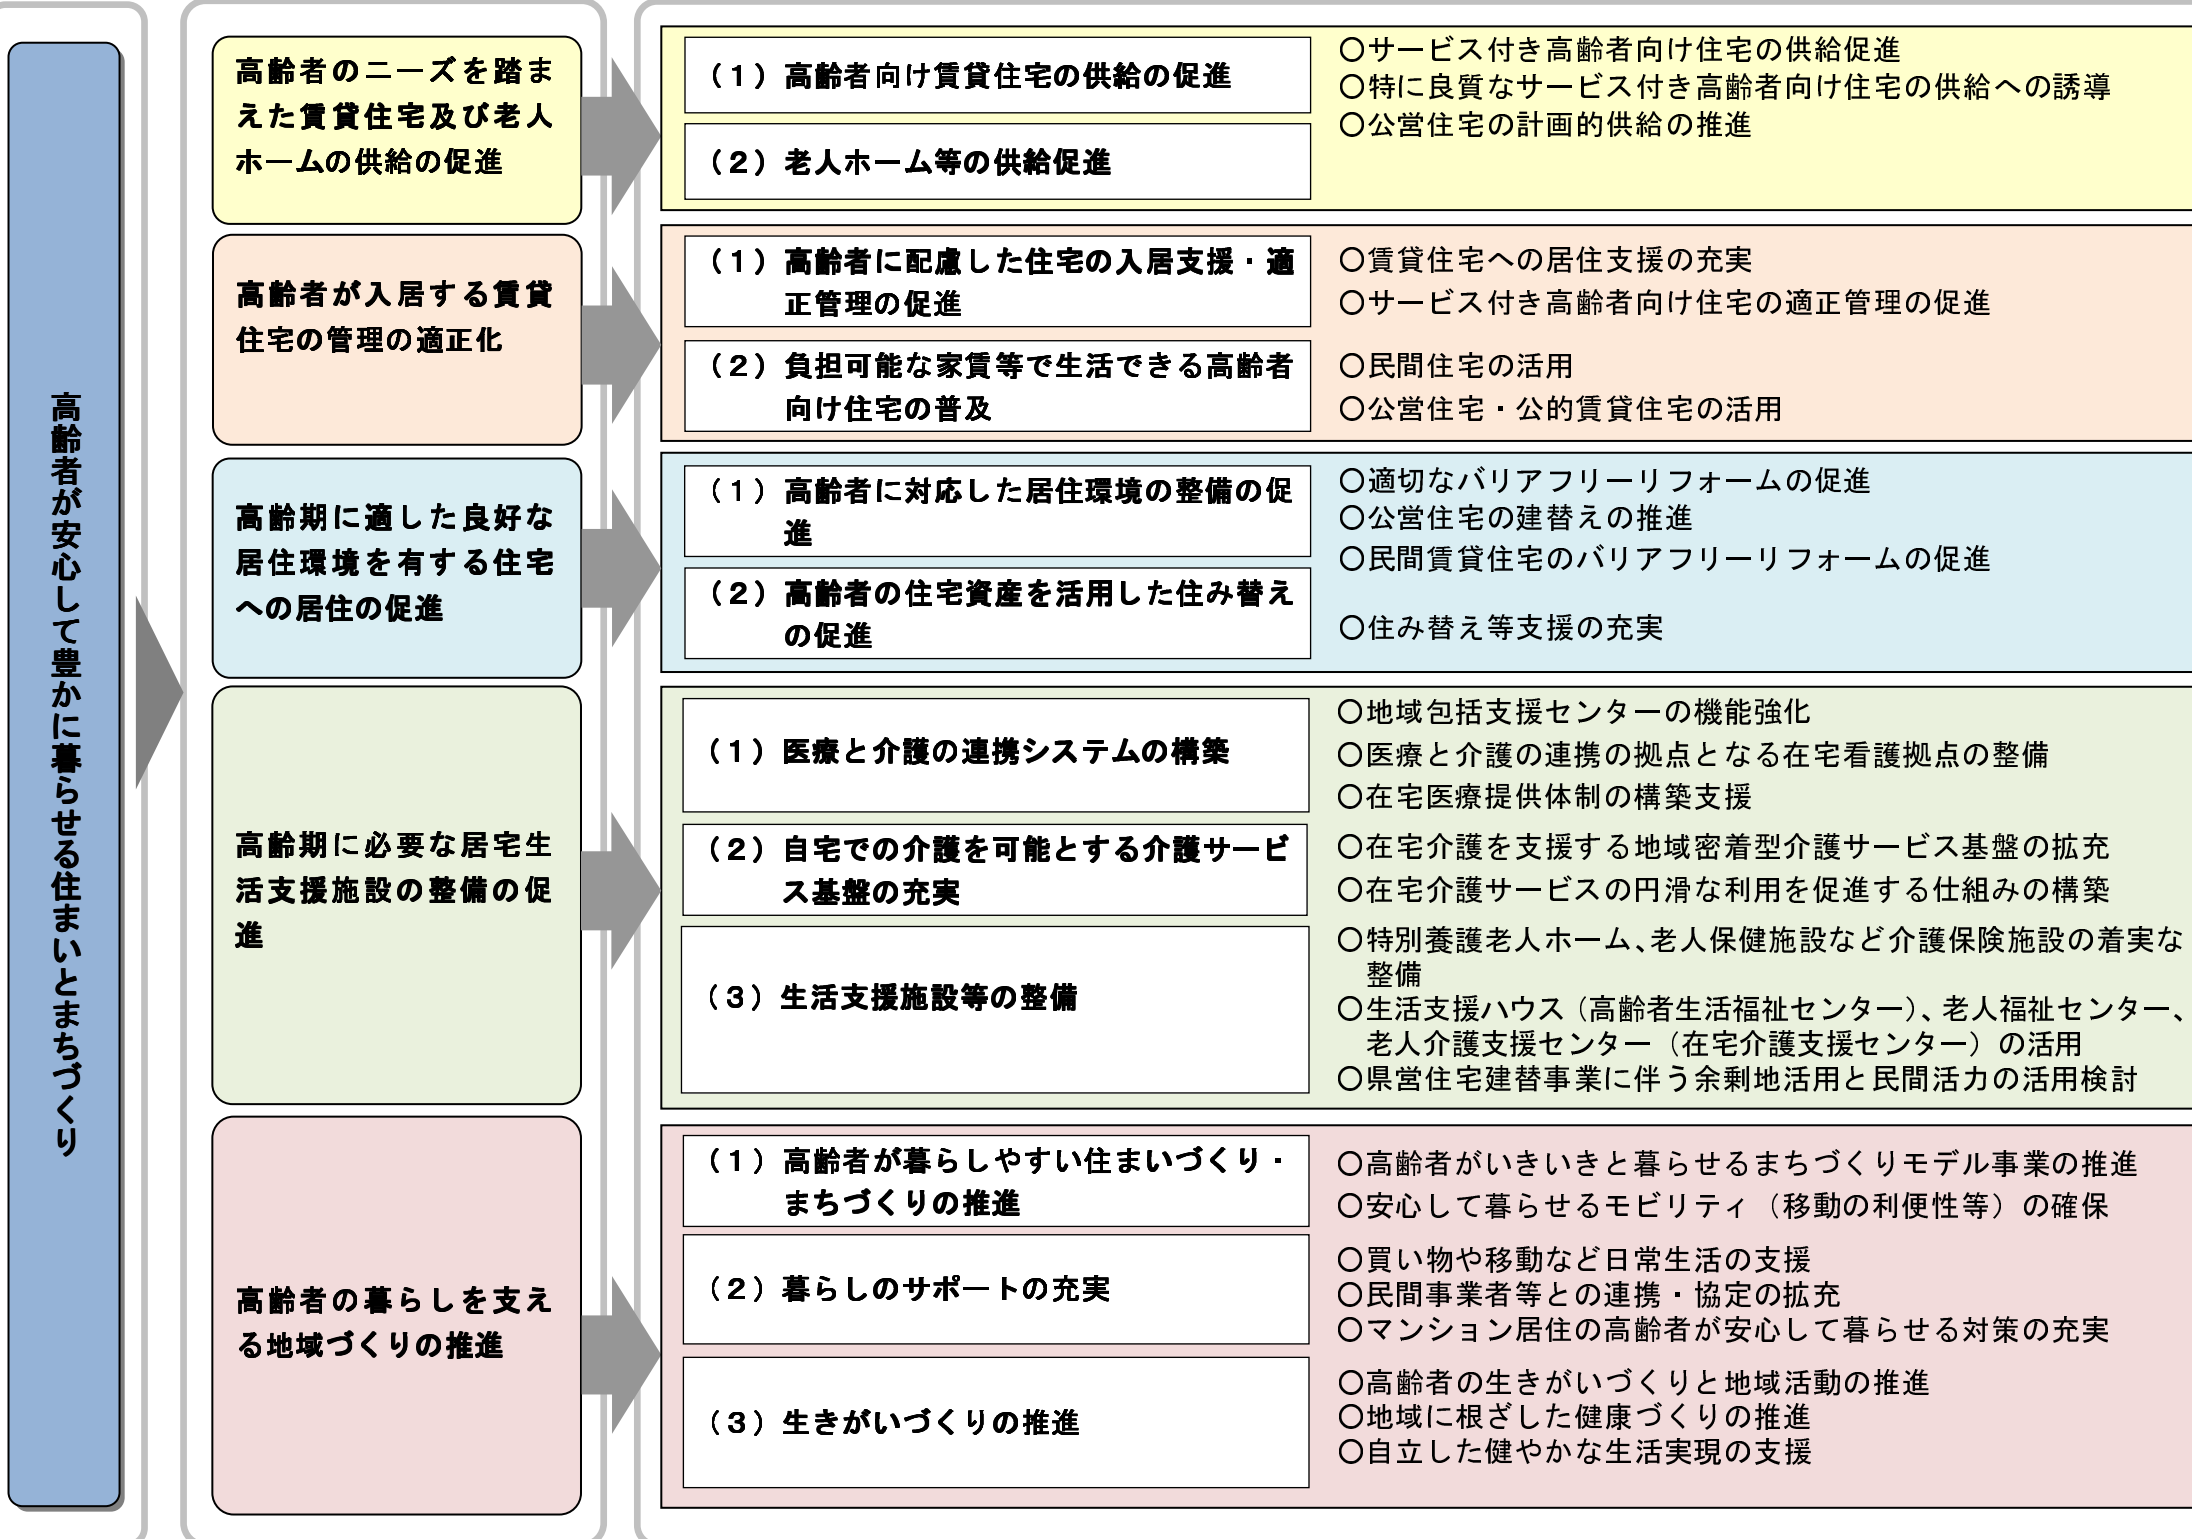 高齢者が安心して豊かに暮らせる住まいとまちづくり
高齢者のニーズを踏ま
えた賃貸住宅及び老人
ホームの供給の促進
（１）高齢者向け賃貸住宅の供給の促進
（２）老人ホーム等の供給促進
〇サービス付き高齢者向け住宅の供給促進
〇特に良質なサービス付き高齢者向け住宅の供給への誘導
〇公営住宅の計画的供給の推進
高齢者が入居する賃貸
住宅の管理の適正化
（１）高齢者に配慮した住宅の入居支援・適
正管理の促進
〇賃貸住宅への居住支援の充実
〇サービス付き高齢者向け住宅の適正管理の促進
（２）負担可能な家賃等で生活できる高齢者
向け住宅の普及
〇民間住宅の活用
〇公営住宅・公的賃貸住宅の活用
高齢期に適した良好な
居住環境を有する住宅
への居住の促進
（１）高齢者に対応した居住環境の整備の促
進
〇適切なバリアフリーリフォームの促進
〇公営住宅の建替えの推進
〇民間賃貸住宅のバリアフリーリフォームの促進
（２）高齢者の住宅資産を活用した住み替え
の促進
〇住み替え等支援の充実
高齢期に必要な居宅生
活支援施設の整備の促
進
（１）医療と介護の連携システムの構築
〇地域包括支援センターの機能強化
〇医療と介護の連携の拠点となる在宅看護拠点の整備
〇在宅医療提供体制の構築支援
（２）自宅での介護を可能とする介護サービ
ス基盤の充実
〇在宅介護を支援する地域密着型介護サービス基盤の拡充
〇在宅介護サービスの円滑な利用を促進する仕組みの構築
（３）生活支援施設等の整備
〇特別養護老人ホーム、老人保健施設など介護保険施設の着実な
整備
〇生活支援ハウス（高齢者生活福祉センター）、老人福祉センター、
老人介護支援センター（在宅介護支援センター）の活用
〇県営住宅建替事業に伴う余剰地活用と民間活力の活用検討
高齢者の暮らしを支え
る地域づくりの推進
（１）高齢者が暮らしやすい住まいづくり・
まちづくりの推進
〇高齢者がいきいきと暮らせるまちづくりモデル事業の推進
〇安心して暮らせるモビリティ（移動の利便性等）の確保
（２）暮らしのサポートの充実
〇買い物や移動など日常生活の支援
〇民間事業者等との連携・協定の拡充
〇マンション居住の高齢者が安心して暮らせる対策の充実
（３）生きがいづくりの推進
〇高齢者の生きがいづくりと地域活動の推進
〇地域に根ざした健康づくりの推進
〇自立した健やかな生活実現の支援